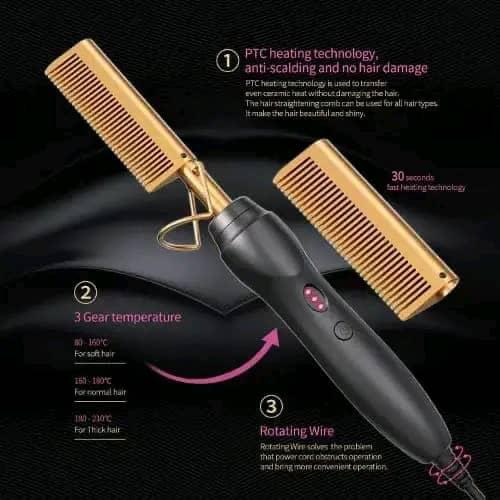 1
PTC heating technology,
anti-scalding and no hair damage
PTC heating technology is used to transfer
even ceramic heat without damaging the hair.
The hair straightening comb can be used for all hair types.
It make the hair beautiful and shiny.
30 seconds
fast heating technology
2
3 Gear temperature
80 - 160°C
For soft hair
160 - 180°C
For normal hair
180 - 210°C
For Thick hair
3
Rotating Wire
Rotating Wire solves the problem
that power cord obstructs operation
and bring more convenient operation.